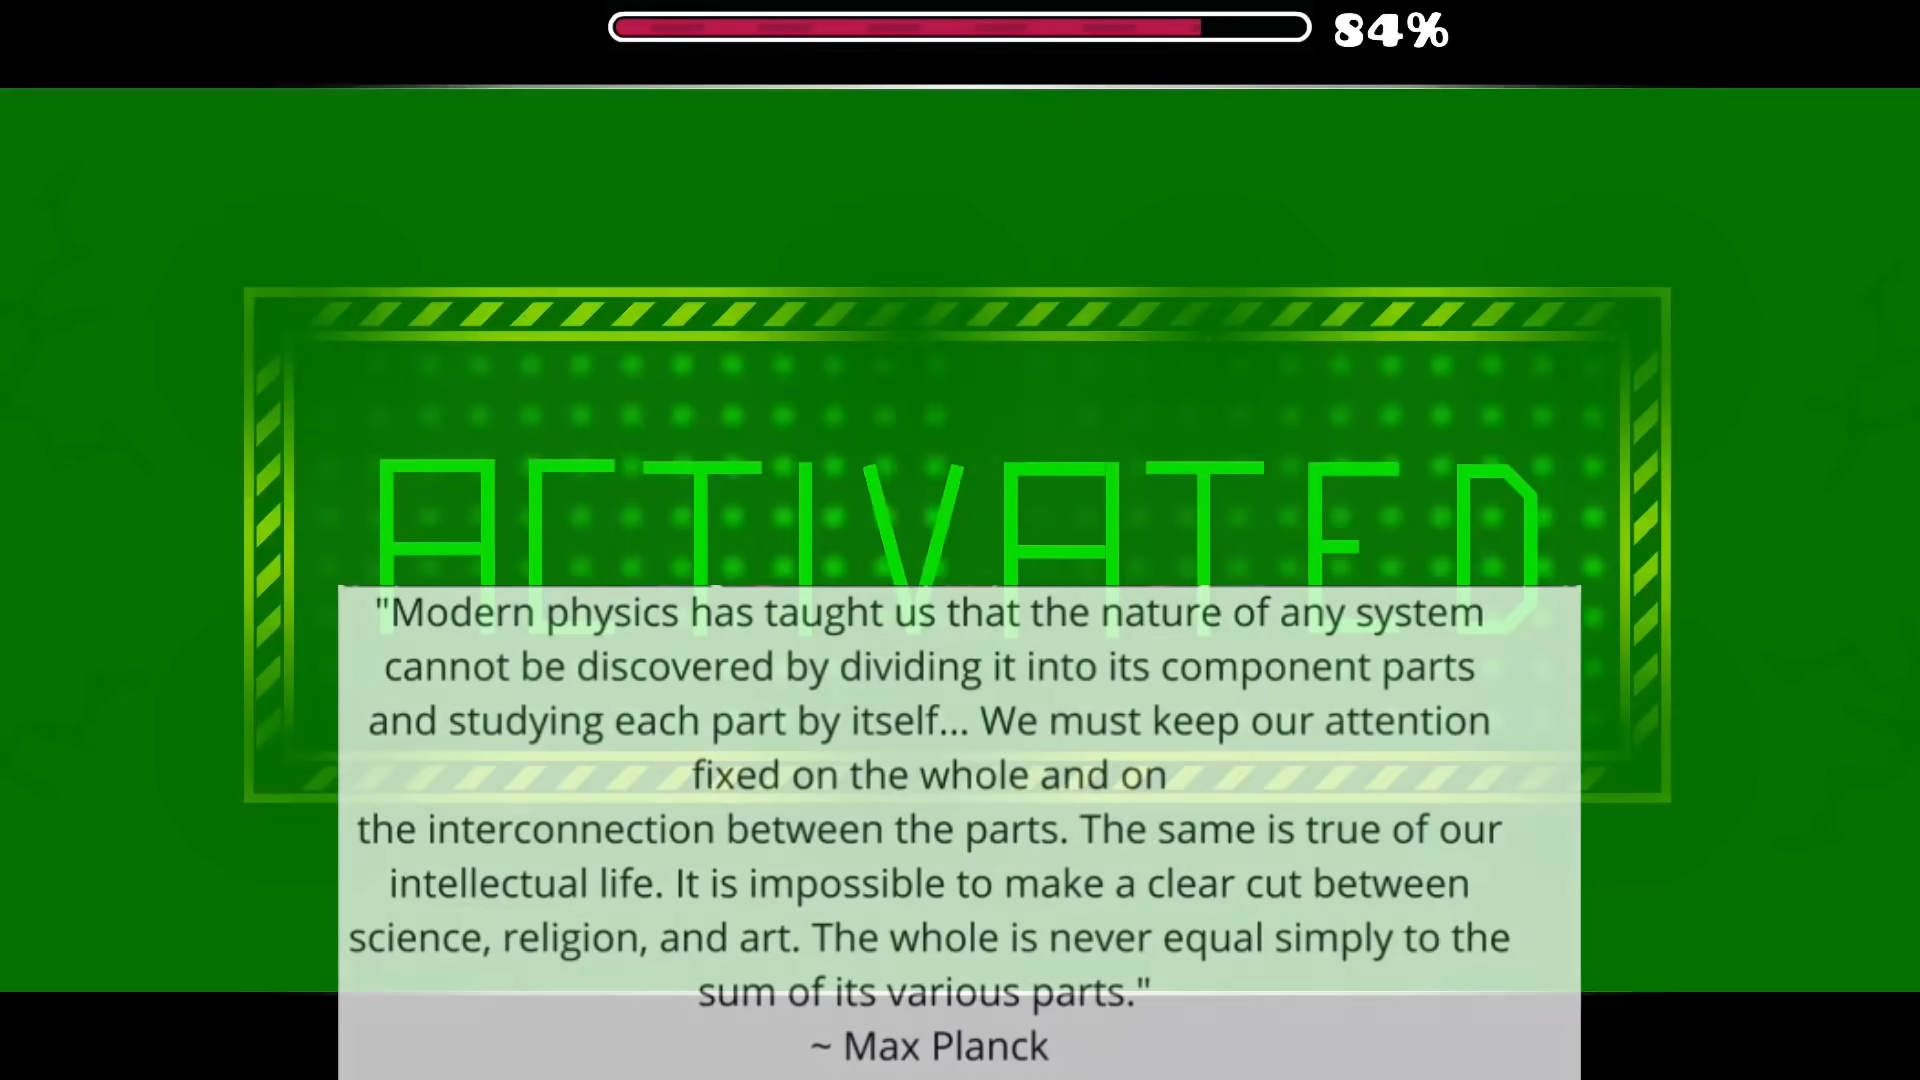 84%
ACTIVATED
"Modern physics has taught us that the nature of any system
cannot be discovered by dividing it into its component parts
and studying each part by itself... We must keep our attention
fixed on the whole and on
the interconnection between the parts. The same is true of our
intellectual life. It is impossible to make a clear cut between
science, religion, and art. The whole is never equal simply to the
sum of its various parts."
~ Max Planck